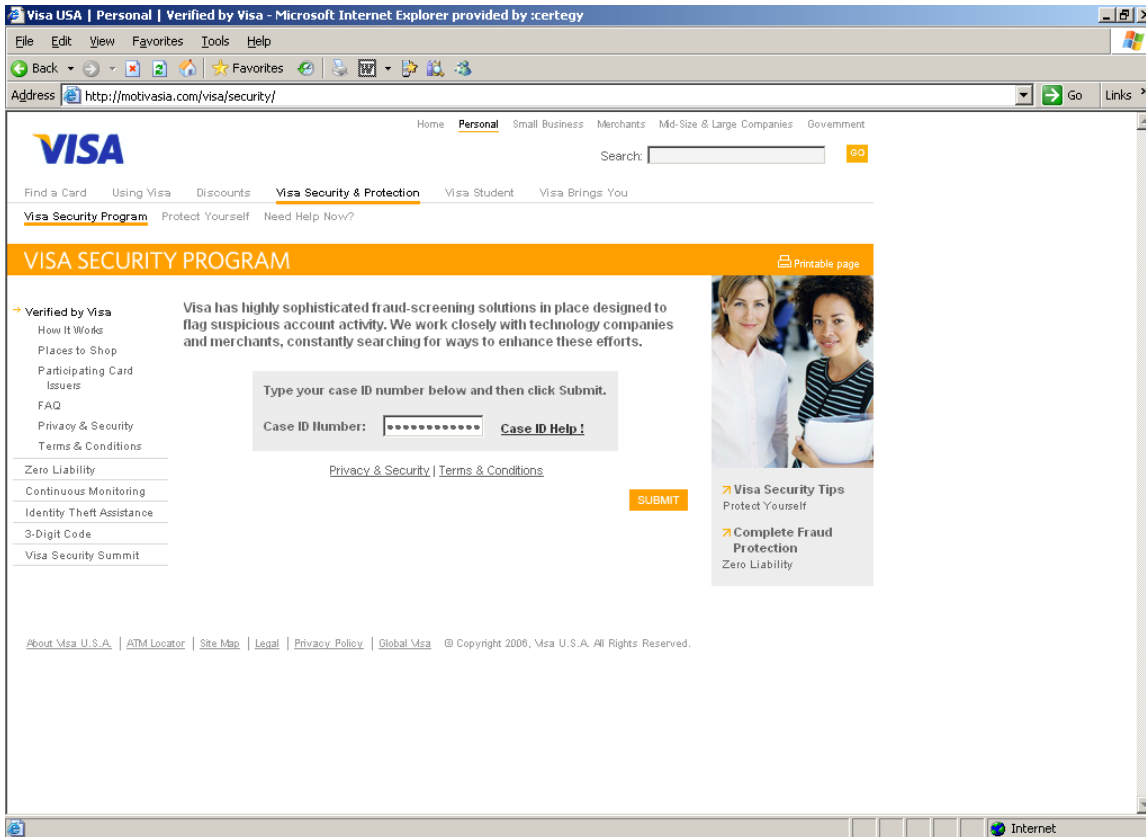 Visa USA | Personal | Verified by Visa - Microsoft Internet Explorer provided by :certegy
File Edit View Favorites Tools Help
Back Favorites
Address http://motivasia.com/visa/security/ Go Links
Home Personal Small Business Merchants Mid-Size & Large Companies Government
VISA
Search: GO
Find a Card Using Visa Discounts Visa Security & Protection Visa Student Visa Brings You
Visa Security Program Protect Yourself Need Help Now?
VISA SECURITY PROGRAM
Printable page
Verified by Visa
How It Works
Places to Shop
Participating Card
Issuers
FAQ
Privacy & Security
Terms & Conditions
Zero Liability
Continuous Monitoring
Identity Theft Assistance
3-Digit Code
Visa Security Summit
Visa has highly sophisticated fraud-screening solutions in place designed to
flag suspicious account activity. We work closely with technology companies
and merchants, constantly searching for ways to enhance these efforts.
Type your case ID number below and then click Submit.
Case ID Number: •••••••••••• Case ID Help !
Privacy & Security | Terms & Conditions
SUBMIT
Visa Security Tips
Protect Yourself
Complete Fraud
Protection
Zero Liability
About Visa U.S.A. | ATM Locator | Site Map | Legal | Privacy Policy | Global Visa © Copyright 2006, Visa U.S.A. All Rights Reserved.
Internet